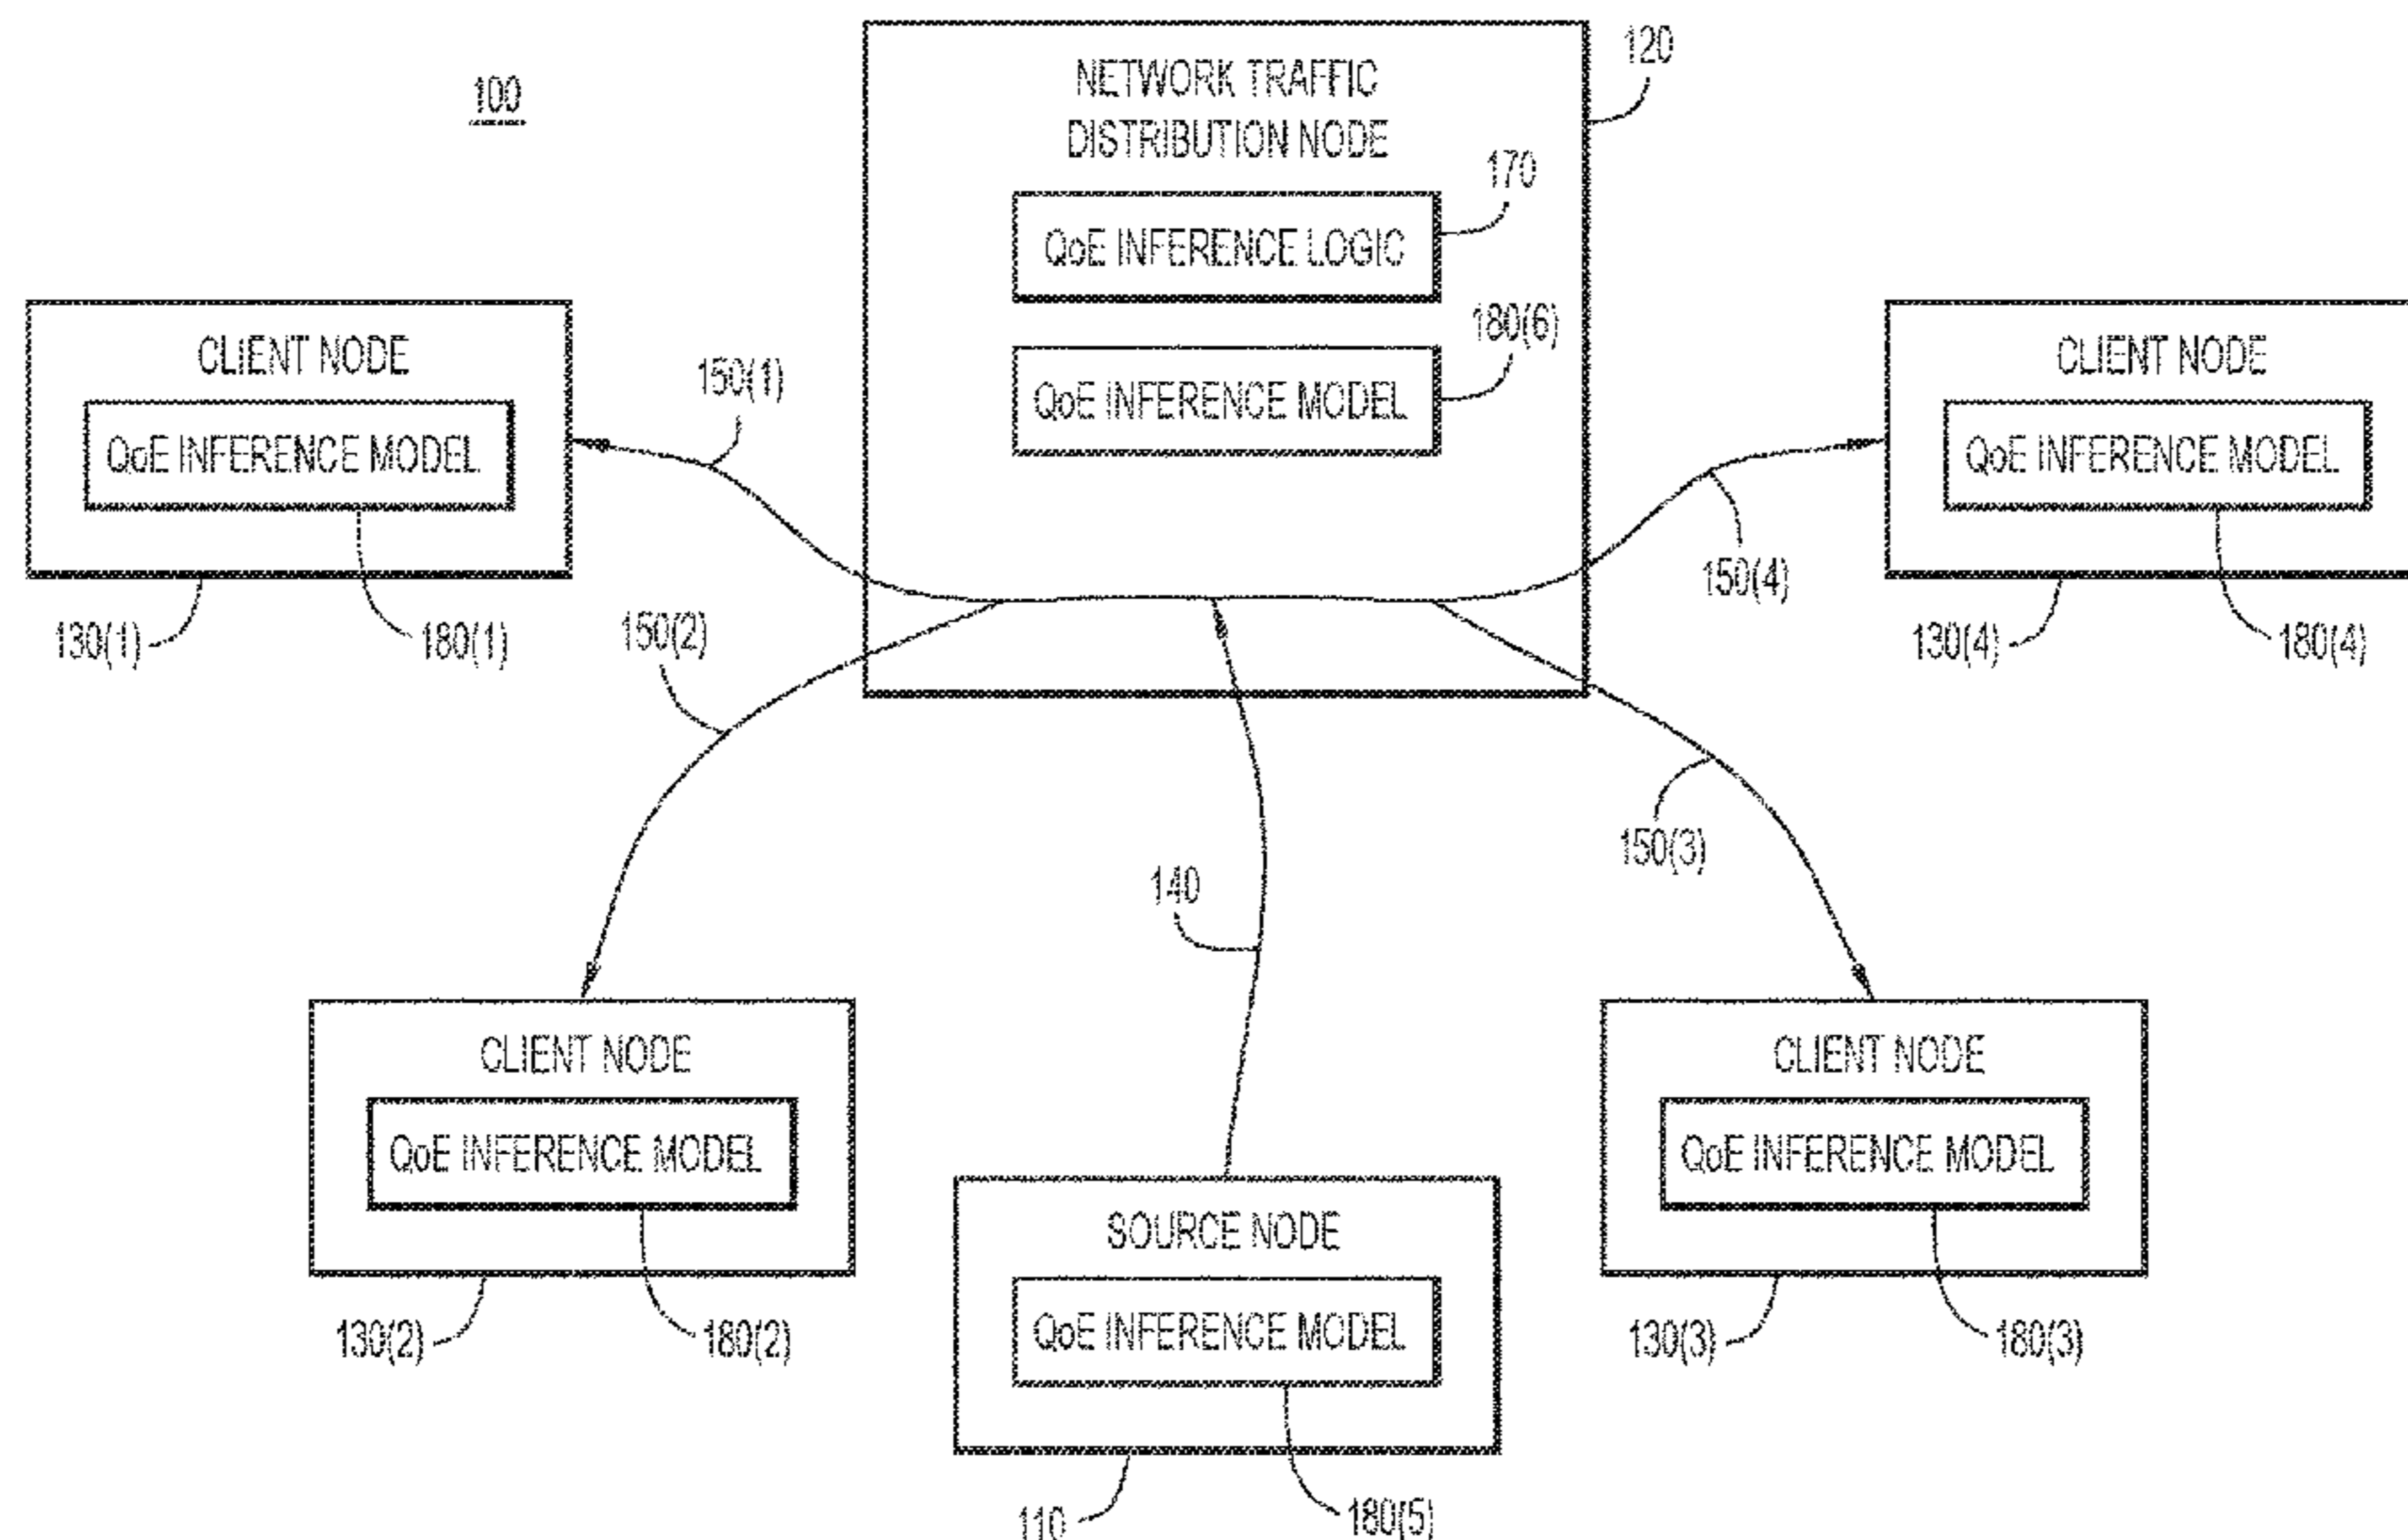 100
120
NETWORK TRAFFIC
DISTRIBUTION NODE
170
QoE INFERENCE LOGIC
180(6)
QoE INFERENCE MODEL
CLIENT NODE
QoE INFERENCE MODEL
130(1)
180(1)
150(1)
CLIENT NODE
QoE INFERENCE MODEL
150(4)
130(4)
180(4)
150(2)
150(3)
140
CLIENT NODE
QoE INFERENCE MODEL
130(2)
180(2)
SOURCE NODE
QoE INFERENCE MODEL
110
180(5)
CLIENT NODE
QoE INFERENCE MODEL
130(3)
180(3)